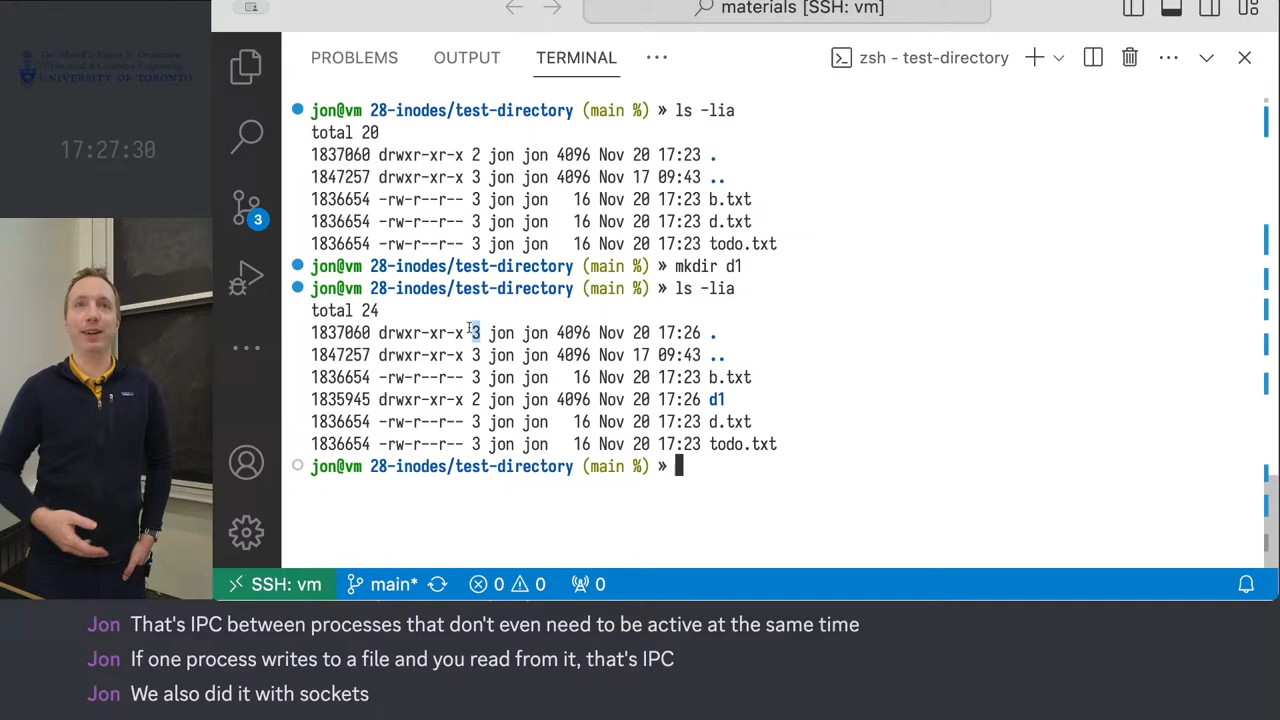 materials [SSH: vm]
UNIVERSITY OF TORONTO
17:27:30
PROBLEMS OUTPUT TERMINAL ··· zsh - test-directory
jon@vm 28-inodes/test-directory (main %) » ls -lia
total 20
1837060 drwxr-xr-x 2 jon jon 4096 Nov 20 17:23 .
1847257 drwxr-xr-x 3 jon jon 4096 Nov 17 09:43 ..
1836654 -rw-r--r-- 3 jon jon   16 Nov 20 17:23 b.txt
1836654 -rw-r--r-- 3 jon jon   16 Nov 20 17:23 d.txt
1836654 -rw-r--r-- 3 jon jon   16 Nov 20 17:23 todo.txt
jon@vm 28-inodes/test-directory (main %) » mkdir d1
jon@vm 28-inodes/test-directory (main %) » ls -lia
total 24
1837060 drwxr-xr-x 3 jon jon 4096 Nov 20 17:26 .
1847257 drwxr-xr-x 3 jon jon 4096 Nov 17 09:43 ..
1836654 -rw-r--r-- 3 jon jon   16 Nov 20 17:23 b.txt
1835945 drwxr-xr-x 2 jon jon 4096 Nov 20 17:26 d1
1836654 -rw-r--r-- 3 jon jon   16 Nov 20 17:23 d.txt
1836654 -rw-r--r-- 3 jon jon   16 Nov 20 17:23 todo.txt
jon@vm 28-inodes/test-directory (main %) »
3
SSH: vm main* 0 0 0
Jon That's IPC between processes that don't even need to be active at the same time
Jon If one process writes to a file and you read from it, that's IPC
Jon We also did it with sockets